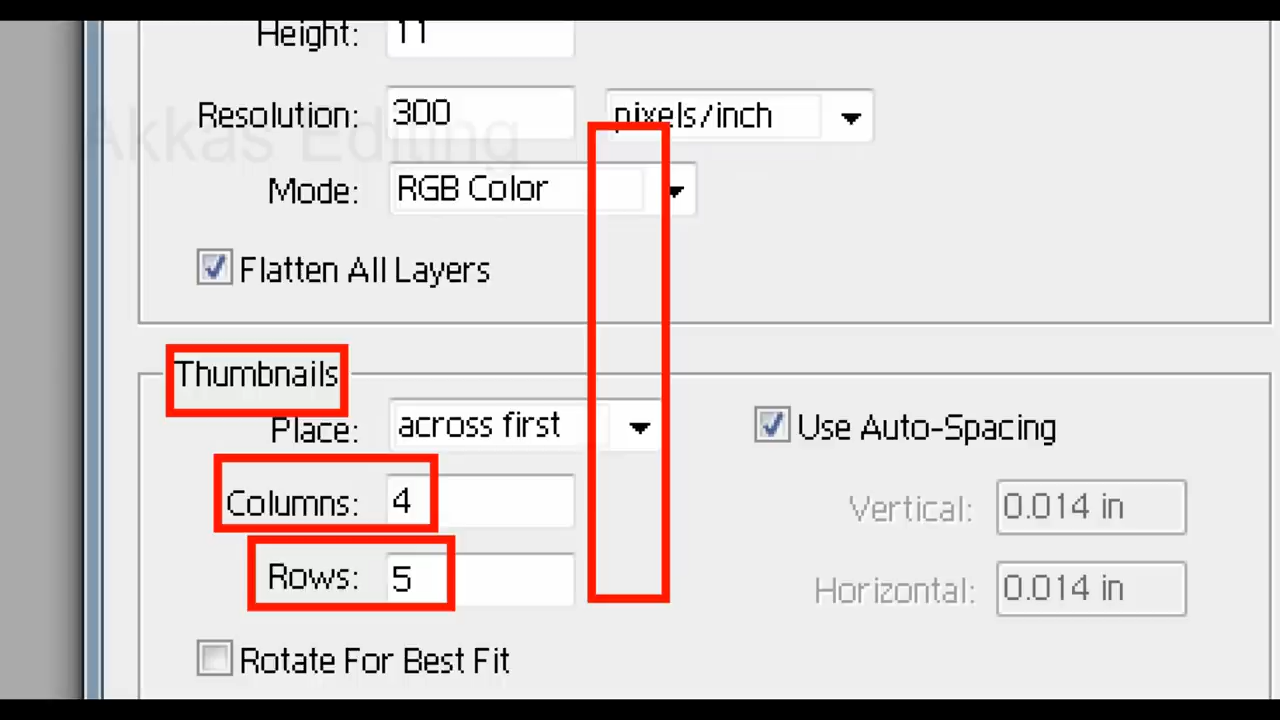 Height: 11
Resolution: 300 pixels/inch
Akkas Editing
Mode: RGB Color
Flatten All Layers
Thumbnails
Place: across first Use Auto-Spacing
Columns: 4 Vertical: 0.014 in
Rows: 5 Horizontal: 0.014 in
Rotate For Best Fit